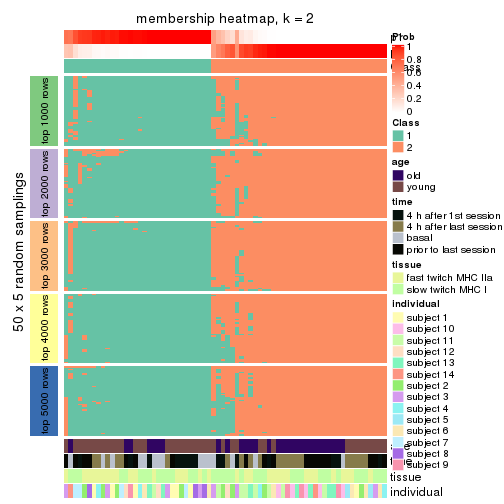 membership heatmap, k = 2
50 x 5 random samplings
top 1000 rows
top 2000 rows
top 3000 rows
top 4000 rows
top 5000 rows
Prob
1
0.8
0.6
0.4
0.2
0
Class
1
2
age
old
young
time
4 h after 1st session
4 h after last session
basal
prior to last session
tissue
fast twitch MHC IIa
slow twitch MHC I
individual
subject 1
subject 10
subject 11
subject 12
subject 13
subject 14
subject 2
subject 3
subject 4
subject 5
subject 6
subject 7
subject 8
subject 9
tissue
individual